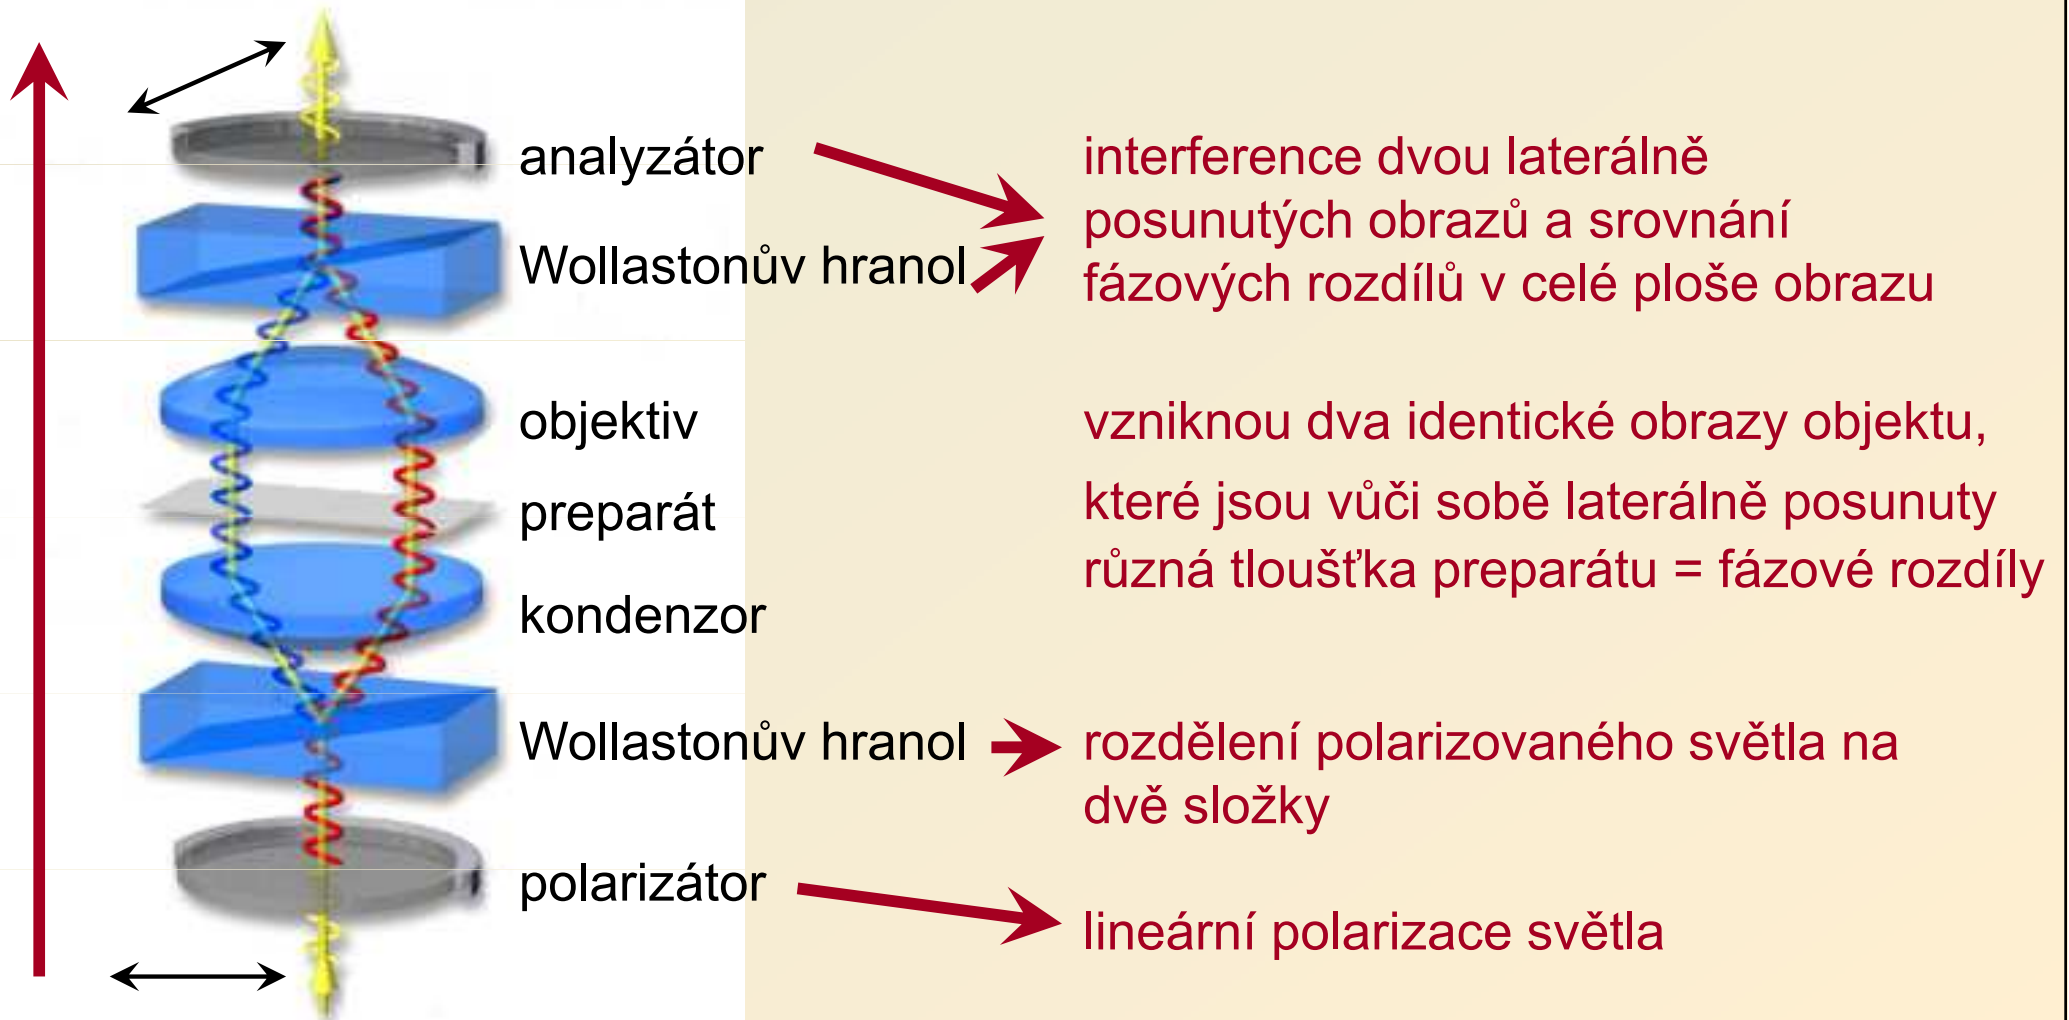 analyzátor
interference dvou laterálně
posunutých obrazů a srovnání
Wollastonův hranol
fázových rozdílů v celé ploše obrazu
objektiv
vzniknou dva identické obrazy objektu,
preparát
které jsou vůči sobě laterálně posunuty
různá tloušťka preparátu = fázové rozdíly
kondenzor
Wollastonův hranol
rozdělení polarizovaného světla na
dvě složky
polarizátor
lineární polarizace světla